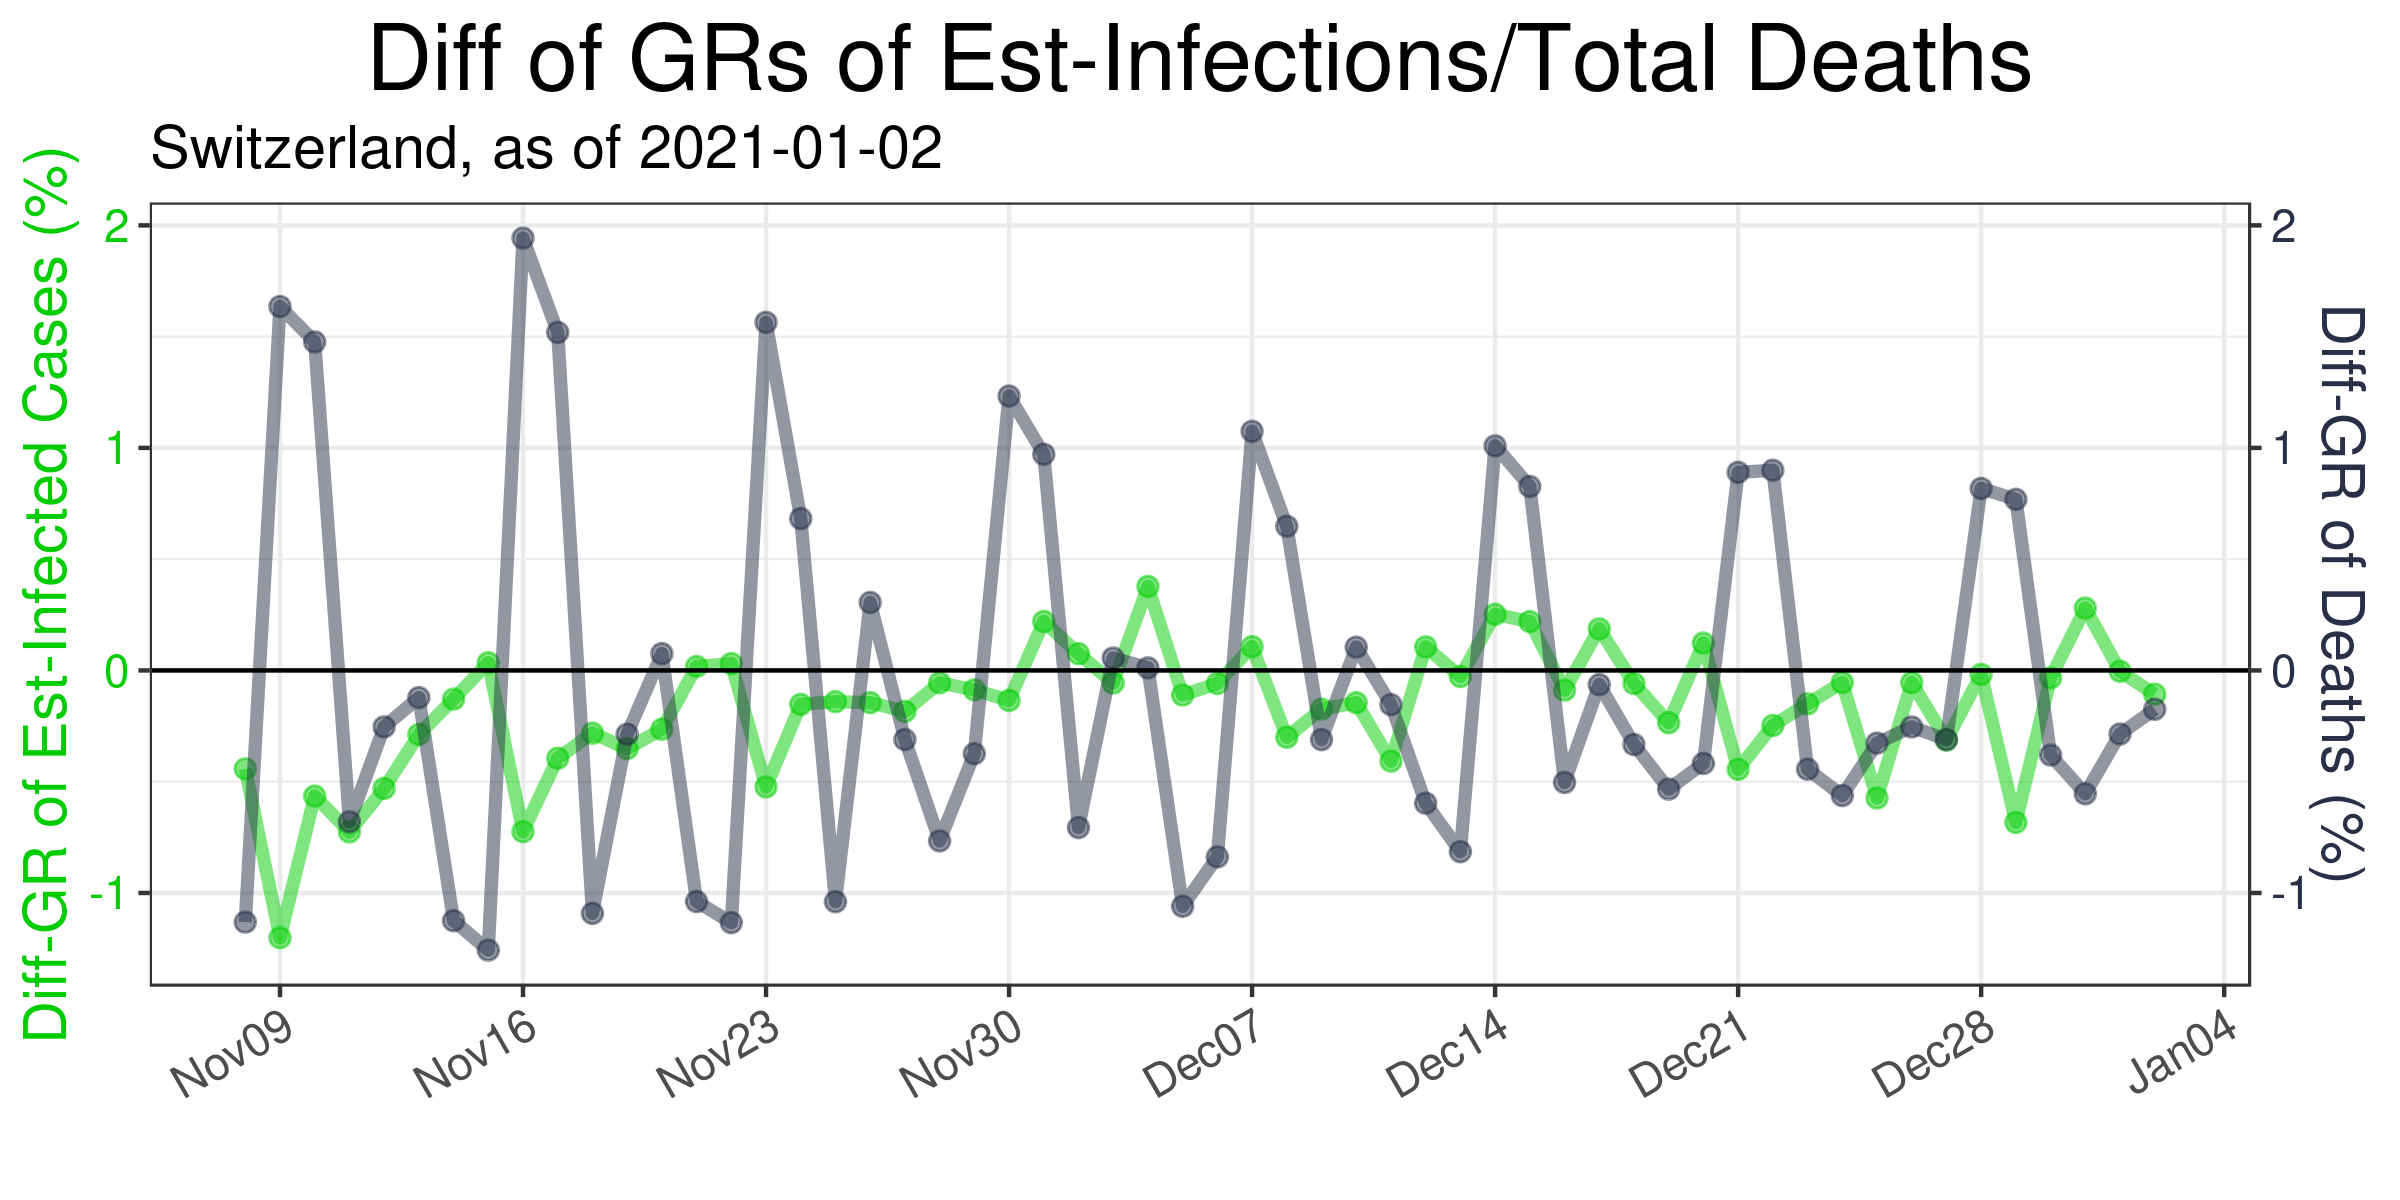 Diff of GRs of Est-Infections/Total Deaths
Switzerland, as of 2021-01-02
Diff-GR of Est-Infected Cases (%)
2
1
0
-1
2
1
0
-1
Diff-GR of Deaths (%)
Nov09
Nov16
Nov23
Nov30
Dec07
Dec14
Dec21
Dec28
Jan04